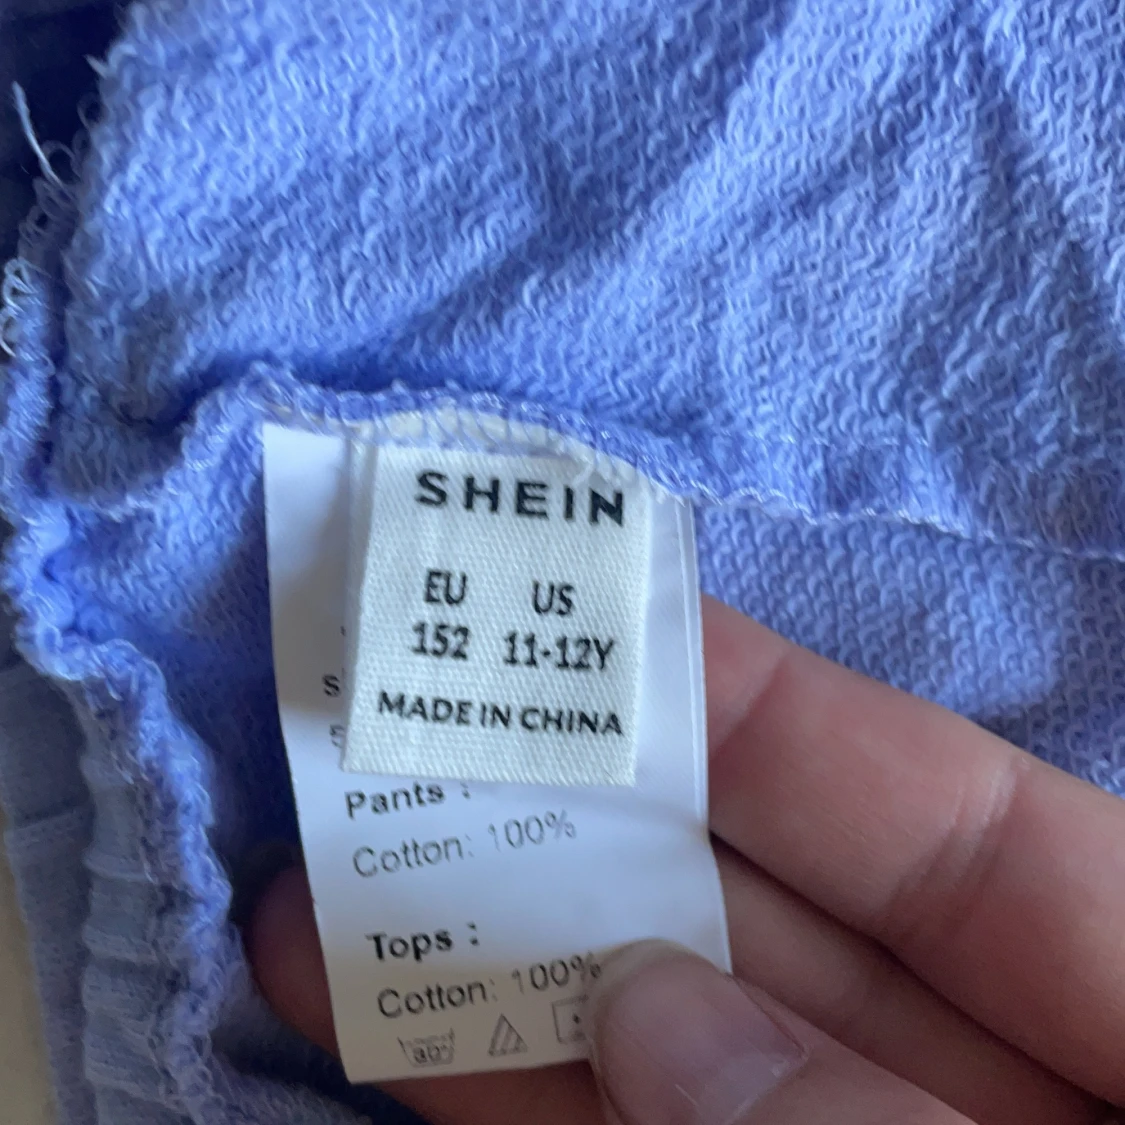 SHEIN
EU US
152 11-12Y
MADE IN CHINA
Pants :
Cotton: 100%
Tops :
Cotton: 100%